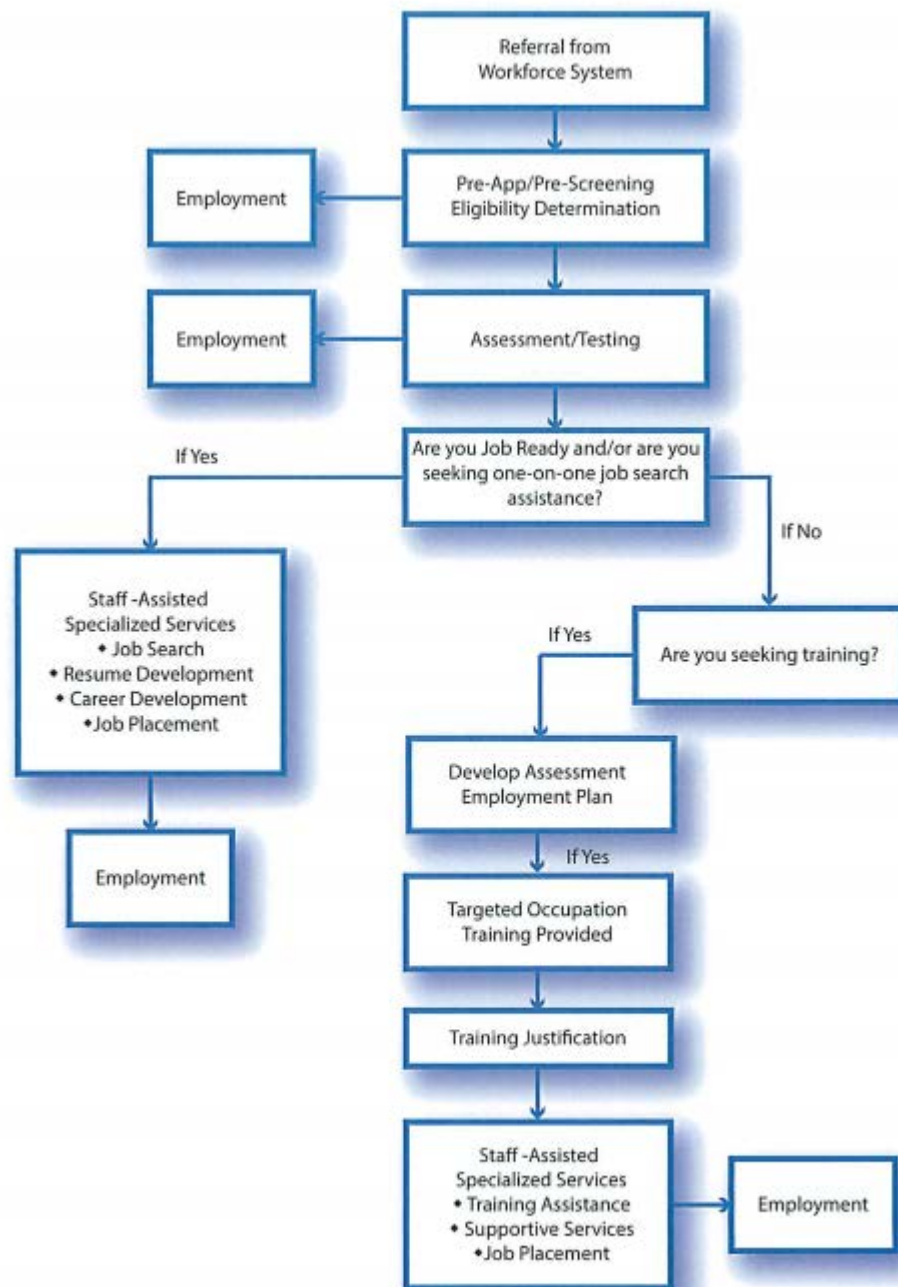 Referral from
Workforce System
Pre-App/Pre-Screening
Eligibility Determination
Employment
Assessment/Testing
Employment
Are you Job Ready and/or are you
seeking one-on-one job search
assistance?
If Yes
If No
Staff -Assisted
Specialized Services
◆ Job Search
◆ Resume Development
◆ Career Development
◆Job Placement
Employment
Are you seeking training?
If Yes
Develop Assessment
Employment Plan
If Yes
Targeted Occupation
Training Provided
Training Justification
Staff -Assisted
Specialized Services
◆ Training Assistance
◆ Supportive Services
◆Job Placement
Employment